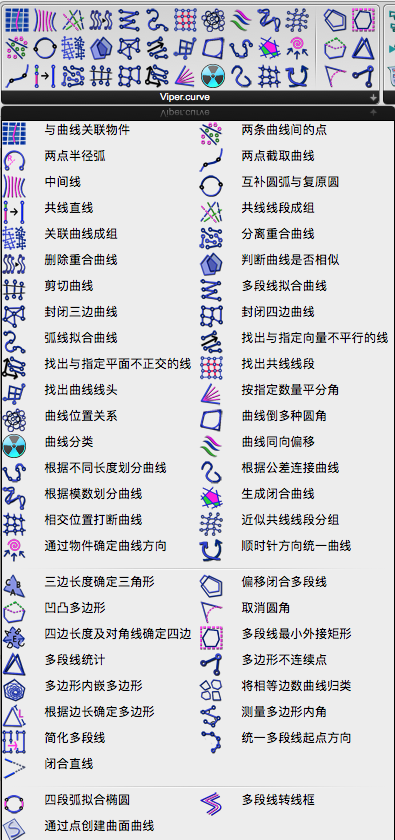 Viper.curve
与曲线关联物件
两条曲线间的点
两点半径弧
两点截取曲线
中间线
互补圆弧与复原圆
共线直线
共线线段成组
关联曲线成组
分离重合曲线
删除重合曲线
判断曲线是否相似
剪切曲线
多段线拟合曲线
封闭三边曲线
封闭四边曲线
弧线拟合曲线
找出与指定向量不平行的线
找出与指定平面不正交的线
找出共线线段
找出曲线线头
按指定数量平分角
曲线位置关系
曲线倒多种圆角
曲线分类
曲线同向偏移
根据不同长度划分曲线
根据公差连接曲线
根据模数划分曲线
生成闭合曲线
相交位置打断曲线
近似共线线段分组
通过物件确定曲线方向
顺时针方向统一曲线
三边长度确定三角形
偏移闭合多段线
凹凸多边形
取消圆角
四边长度及对角线确定四边
多段线最小外接矩形
多段线统计
多边形不连续点
多边形内嵌多边形
将相等边数曲线归类
根据边长确定多边形
测量多边形内角
简化多段线
统一多段线起点方向
闭合直线
四段弧拟合椭圆
多段线转线框
通过点创建曲面曲线